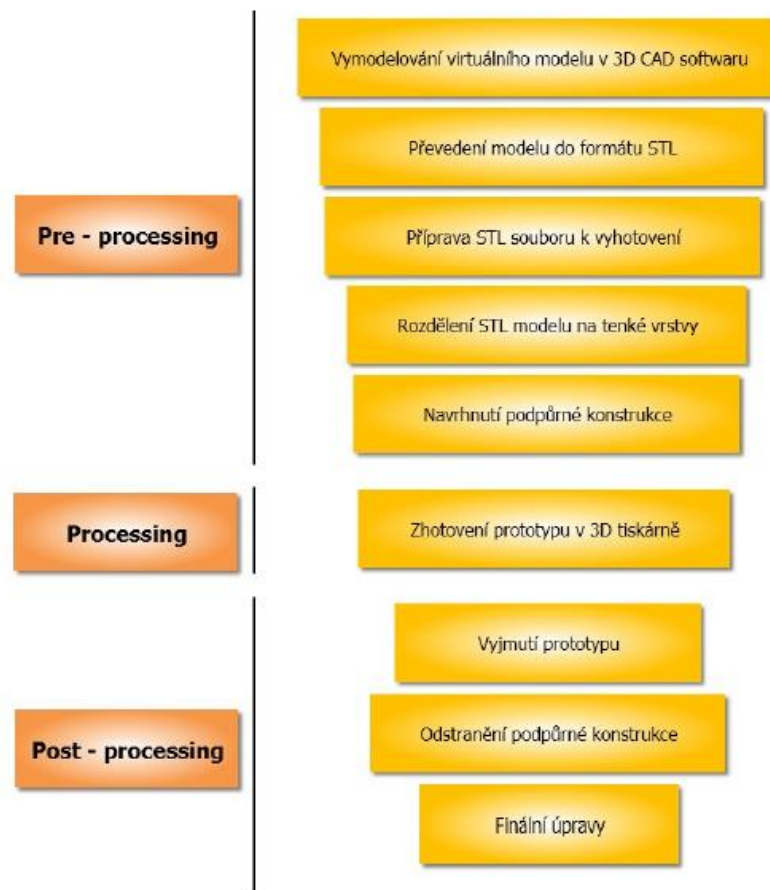 Vymodelování virtuálního modelu v 3D CAD softwaru
Převedení modelu do formátu STL
Pre - processing
Příprava STL souboru k vyhotovení
Rozdělení STL modelu na tenké vrstvy
Navrhnutí podpůrné konstrukce
Processing
Zhotovení prototypu v 3D tiskárně
Vyjmutí prototypu
Post - processing
Odstranění podpůrné konstrukce
Finální úpravy